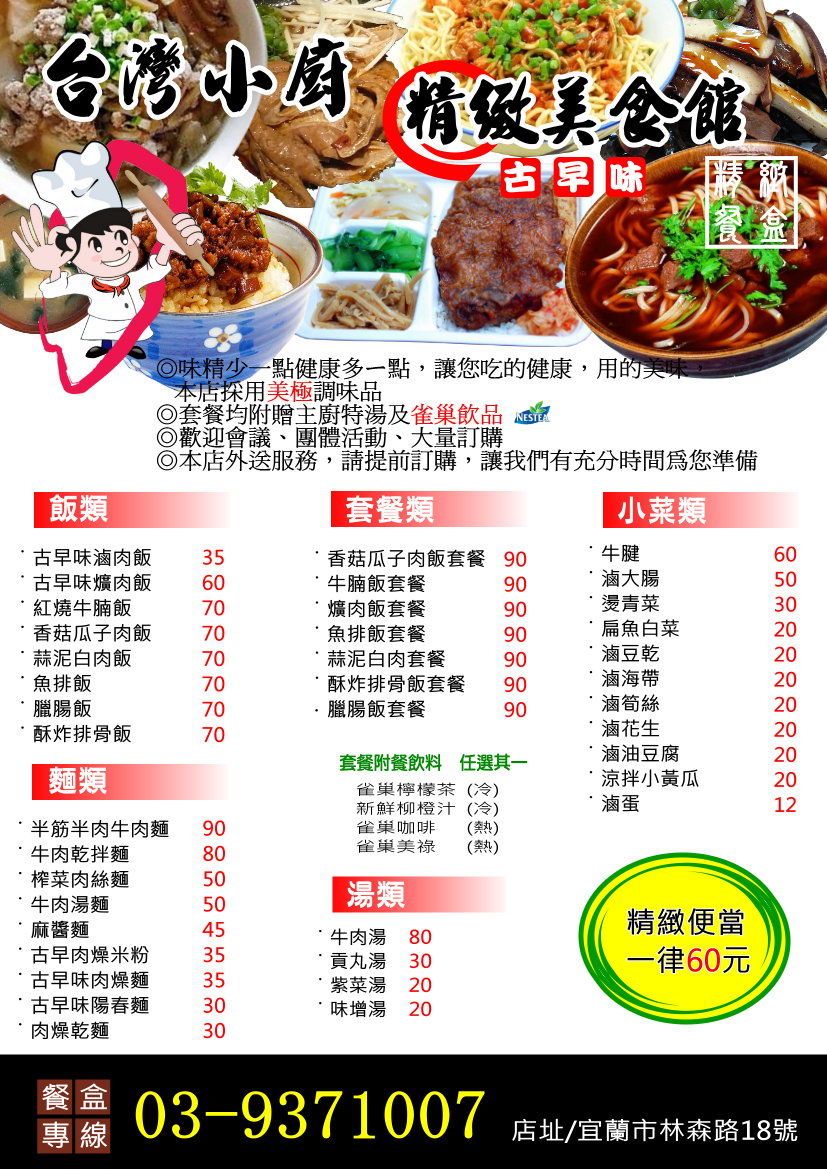 台灣小廚
精緻美食館
古早味
精緻
餐盒
◎味精少一點健康多一點，讓您吃的健康，用的美味，
本店採用美極調味品
◎套餐均附贈主廚特湯及雀巢飲品 NESTEA
◎歡迎會議、團體活動、大量訂購
◎本店外送服務，請提前訂購，讓我們有充分時間為您準備
飯類
·古早味滷肉飯 35
·古早味爌肉飯 60
·紅燒牛腩飯 70
·香菇瓜子肉飯 70
·蒜泥白肉飯 70
·魚排飯 70
·臘腸飯 70
·酥炸排骨飯 70
麵類
·半筋半肉牛肉麵 90
·牛肉乾拌麵 80
·榨菜肉絲麵 50
·牛肉湯麵 50
·麻醬麵 45
·古早肉燥米粉 35
·古早味肉燥麵 35
·古早味陽春麵 30
·肉燥乾麵 30
套餐類
·香菇瓜子肉飯套餐 90
·牛腩飯套餐 90
·爌肉飯套餐 90
·魚排飯套餐 90
·蒜泥白肉套餐 90
·酥炸排骨飯套餐 90
·臘腸飯套餐 90
套餐附餐飲料 任選其一
雀巢檸檬茶 (冷)
新鮮柳橙汁 (冷)
雀巢咖啡 (熱)
雀巢美祿 (熱)
湯類
·牛肉湯 80
·貢丸湯 30
·紫菜湯 20
·味增湯 20
小菜類
·牛腱 60
·滷大腸 50
·燙青菜 30
·扁魚白菜 20
·滷豆乾 20
·滷海帶 20
·滷筍絲 20
·滷花生 20
·滷油豆腐 20
·涼拌小黃瓜 20
·滷蛋 12
精緻便當
一律60元
餐盒
專線
03-9371007
店址/宜蘭市林森路18號